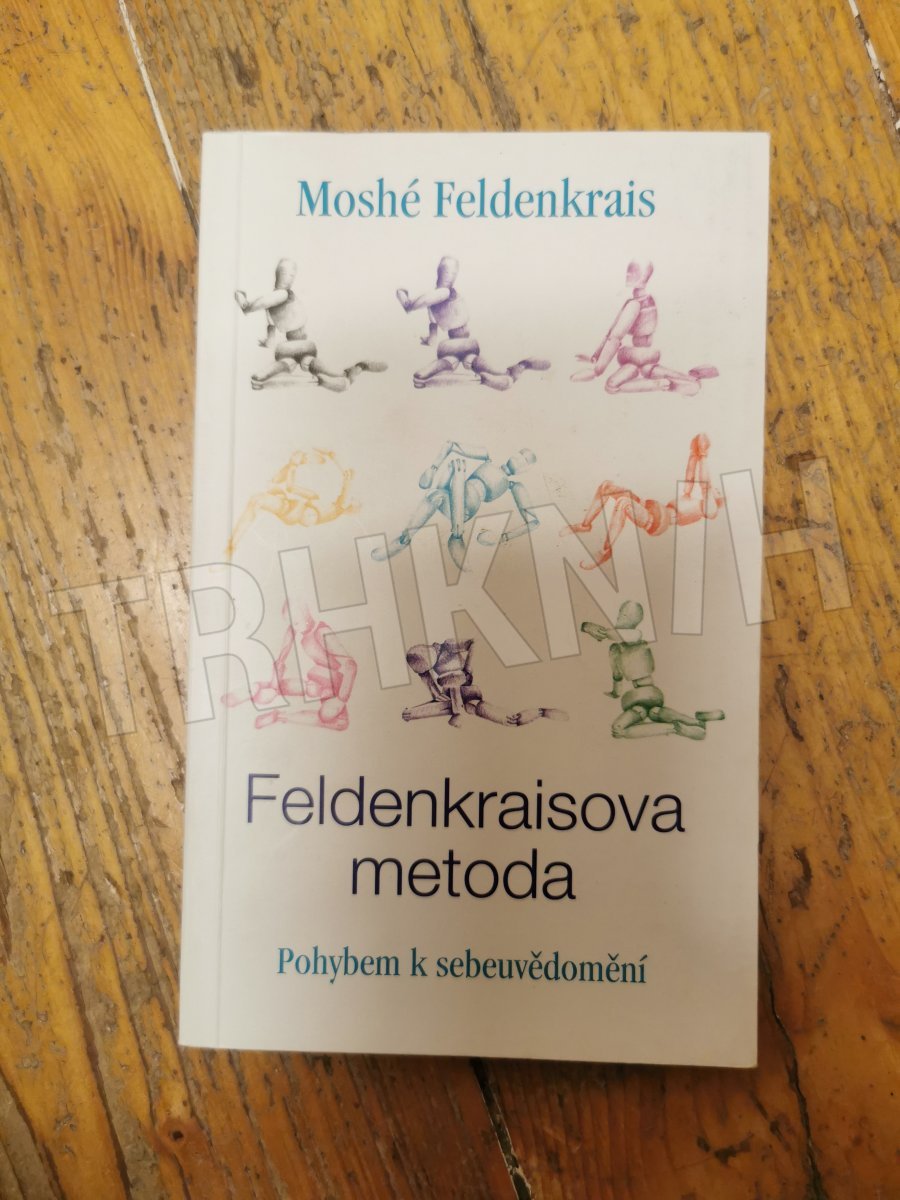 Moshé Feldenkrais
TRHKNIH
Feldenkraisova
metoda
Pohybem k sebeuvědomění